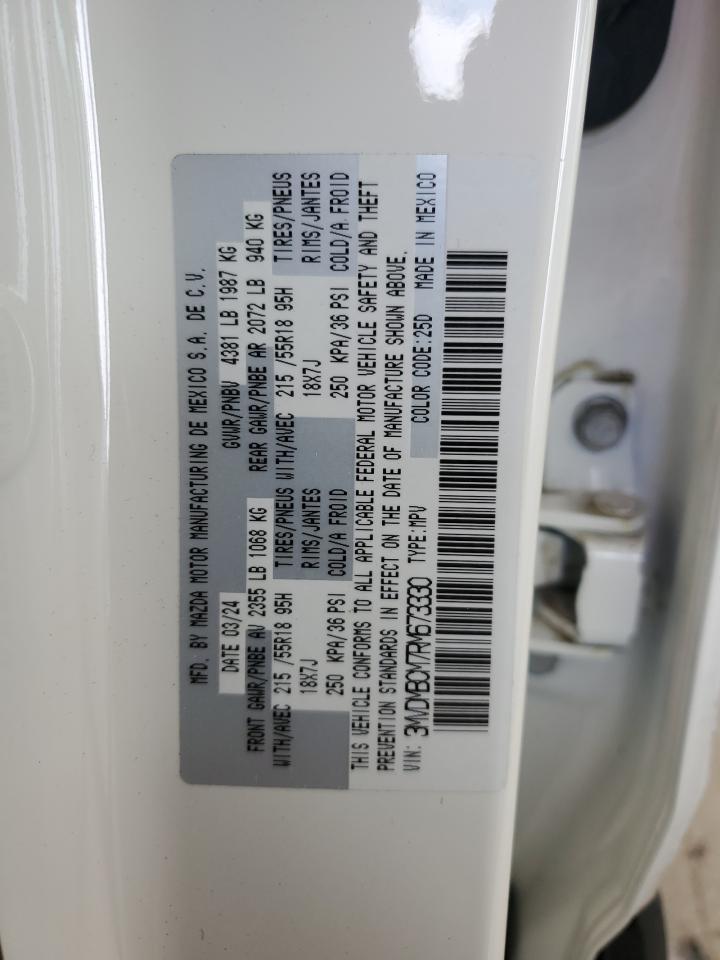 MFD. BY MAZDA MOTOR MANUFACTURING DE MEXICO S.A. DE C.V.
DATE 03/24 GVWR/PNBV 4381 LB 1987 KG
FRONT GAWR/PNBE AV 2355 LB 1068 KG REAR GAWR/PNBE AR 2072 LB 940 KG
WITH/AVEC 215 /55R18 95H TIRES/PNEUS WITH/AVEC 215 /55R18 95H TIRES/PNEUS
18X7J RIMS/JANTES 18X7J RIMS/JANTES
250 KPA/36 PSI COLD/A FROID 250 KPA/36 PSI COLD/A FROID
THIS VEHICLE CONFORMS TO ALL APPLICABLE FEDERAL MOTOR VEHICLE SAFETY AND THEFT
PREVENTION STANDARDS IN EFFECT ON THE DATE OF MANUFACTURE SHOWN ABOVE.
VIN: 3MVDMBCM7RM673330 TYPE:MPV COLOR CODE:25D MADE IN MEXICO